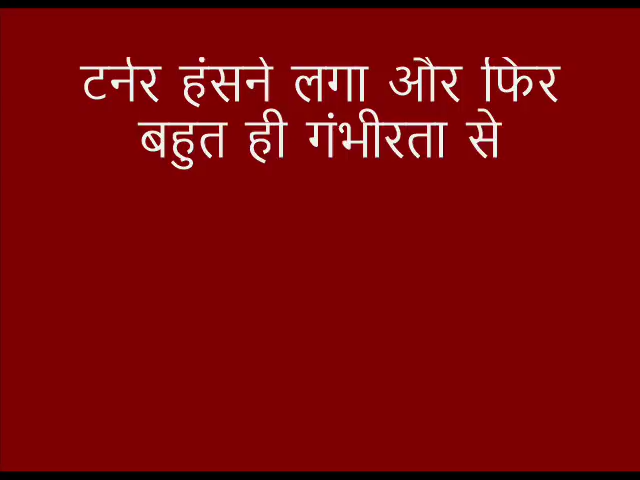 टर्नर हंसने लगा और फिर
बहुत ही गंभीरता से